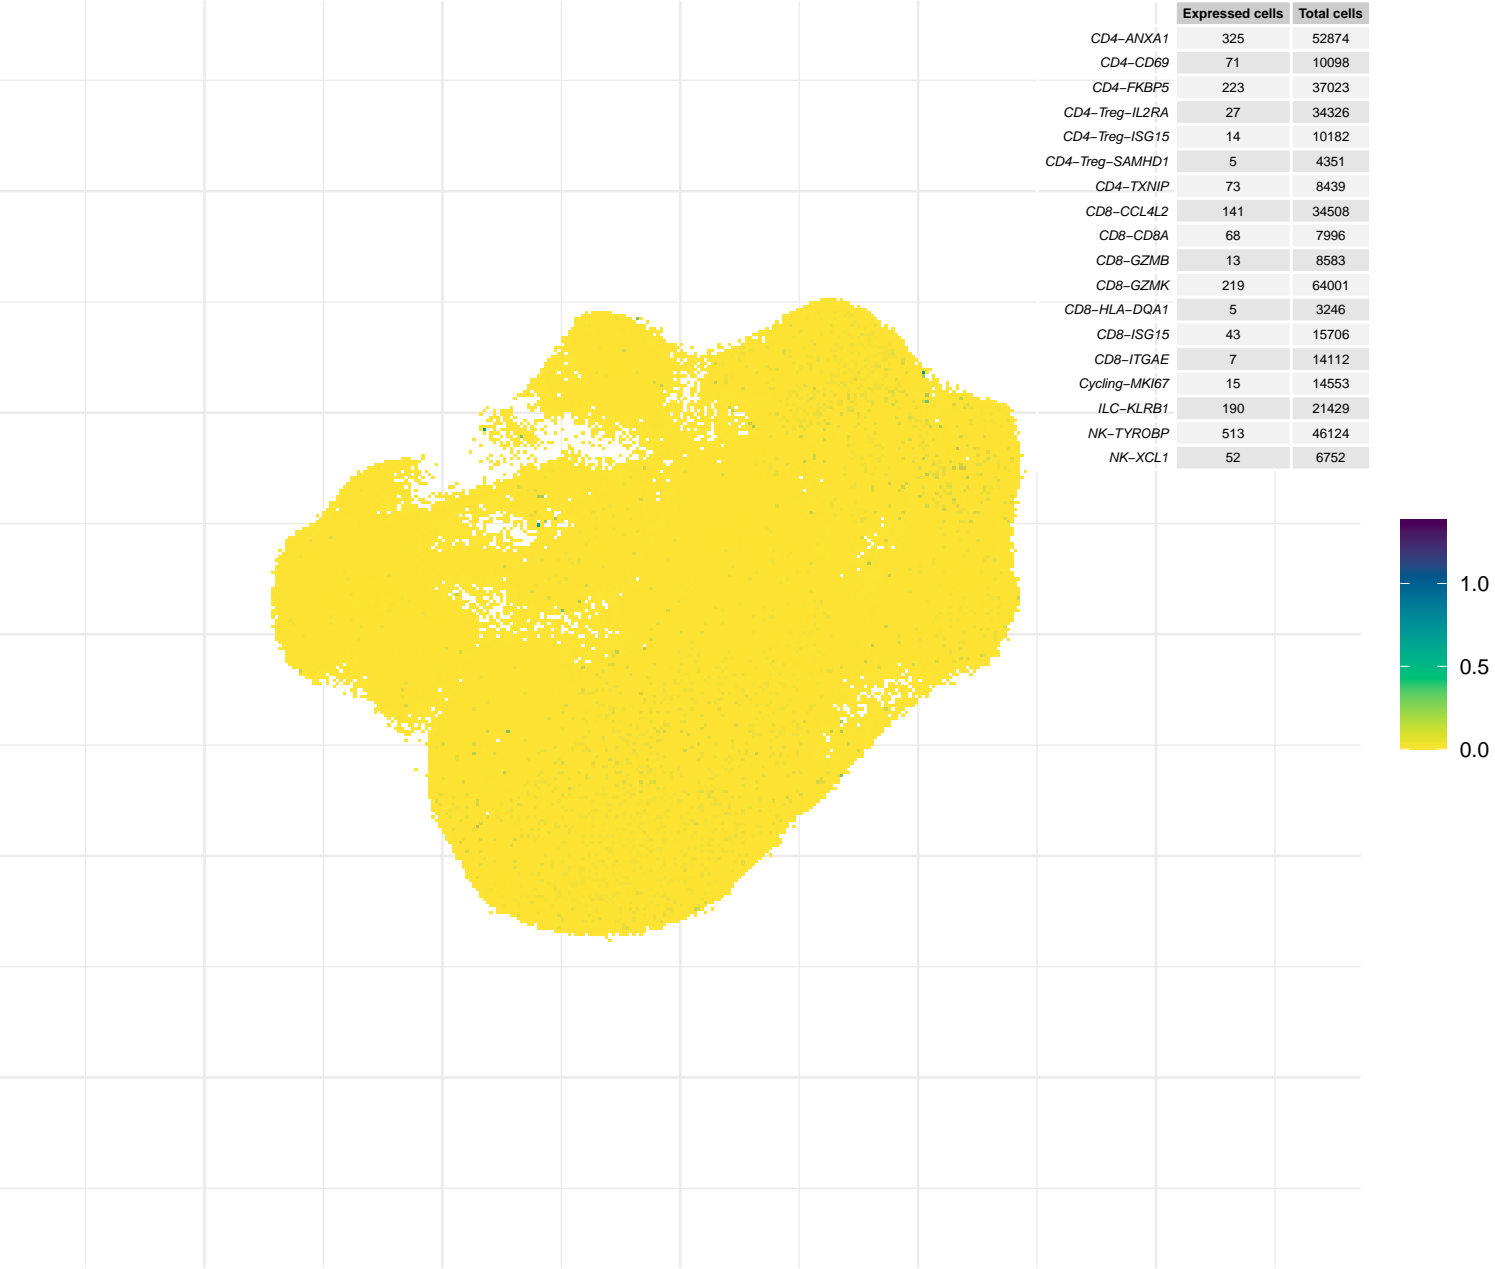 Expressed cells Total cells
CD4−ANXA1 325 52874
CD4−CD69 71 10098
CD4−FKBP5 223 37023
CD4−Treg−IL2RA 27 34326
CD4−Treg−ISG15 14 10182
CD4−Treg−SAMHD1 5 4351
CD4−TXNIP 73 8439
CD8−CCL4L2 141 34508
CD8−CD8A 68 7996
CD8−GZMB 13 8583
CD8−GZMK 219 64001
CD8−HLA−DQA1 5 3246
CD8−ISG15 43 15706
CD8−ITGAE 7 14112
Cycling−MKI67 15 14553
ILC−KLRB1 190 21429
NK−TYROBP 513 46124
NK−XCL1 52 6752
1.0
0.5
0.0